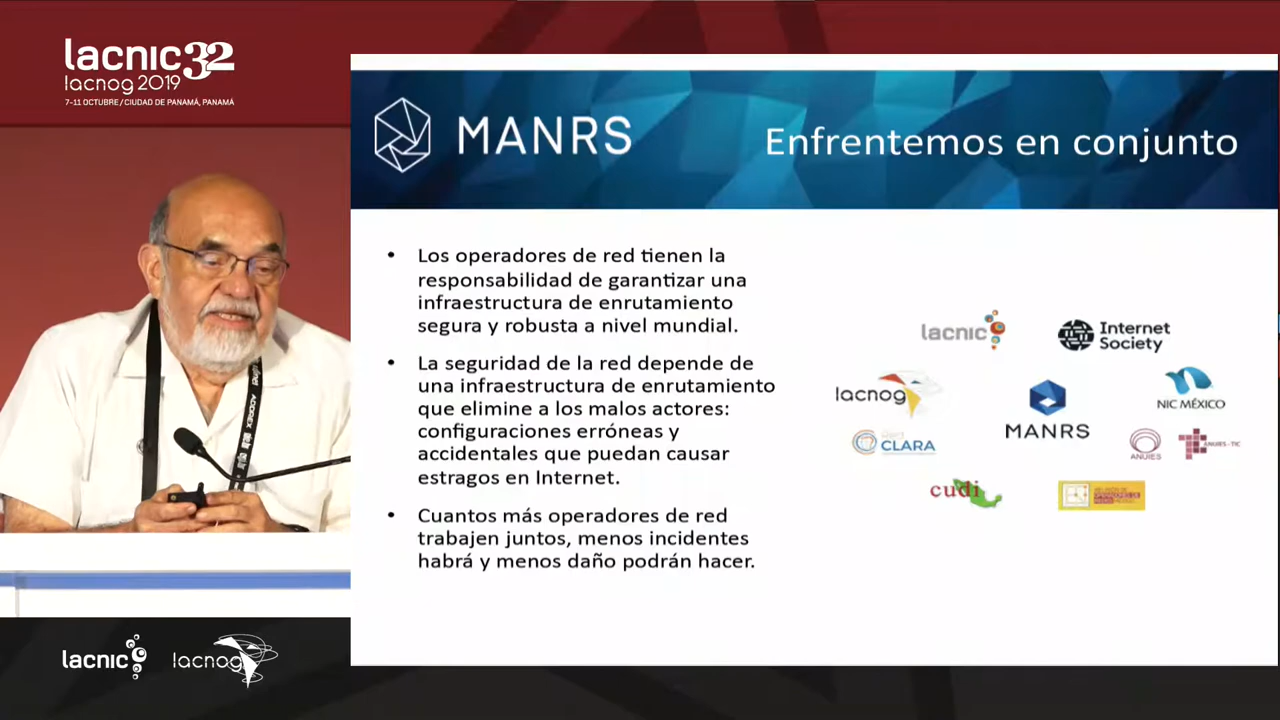 lacnic 32
lacnog 2019
7-11 OCTUBRE / CIUDAD DE PANAMÁ, PANAMÁ
MANRS
Enfrentemos en conjunto
• Los operadores de red tienen la
responsabilidad de garantizar una
infraestructura de enrutamiento
segura y robusta a nivel mundial.
• La seguridad de la red depende de
una infraestructura de enrutamiento
que elimine a los malos actores:
configuraciones erróneas y
accidentales que puedan causar
estragos en Internet.
• Cuantos más operadores de red
trabajen juntos, menos incidentes
habrá y menos daño podrán hacer.
lacnic
Internet
Society
lacnog
MANRS
NIC MÉXICO
CLARA
ANUIES
ANUIES-TIC
cudi
ADOREX
lacnic
lacnog